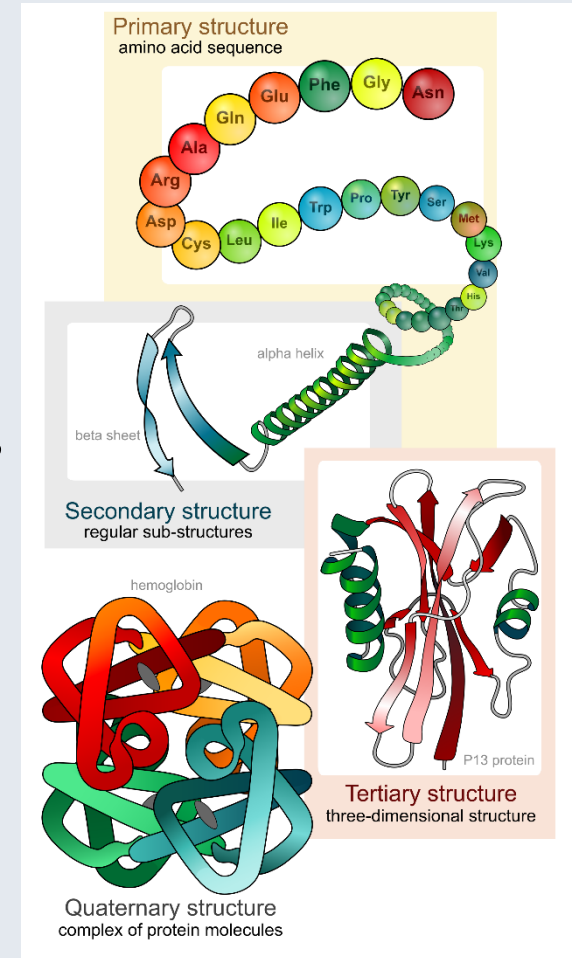 Primary structure
amino acid sequence
Asn
Gly
Phe
Glu
Gln
Ala
Arg
Asp
Cys
Leu
Ile
Trp
Pro
Tyr
Ser
Met
Lys
Val
His
Thr
alpha helix
beta sheet
Secondary structure
regular sub-structures
hemoglobin
P13 protein
Tertiary structure
three-dimensional structure
Quaternary structure
complex of protein molecules